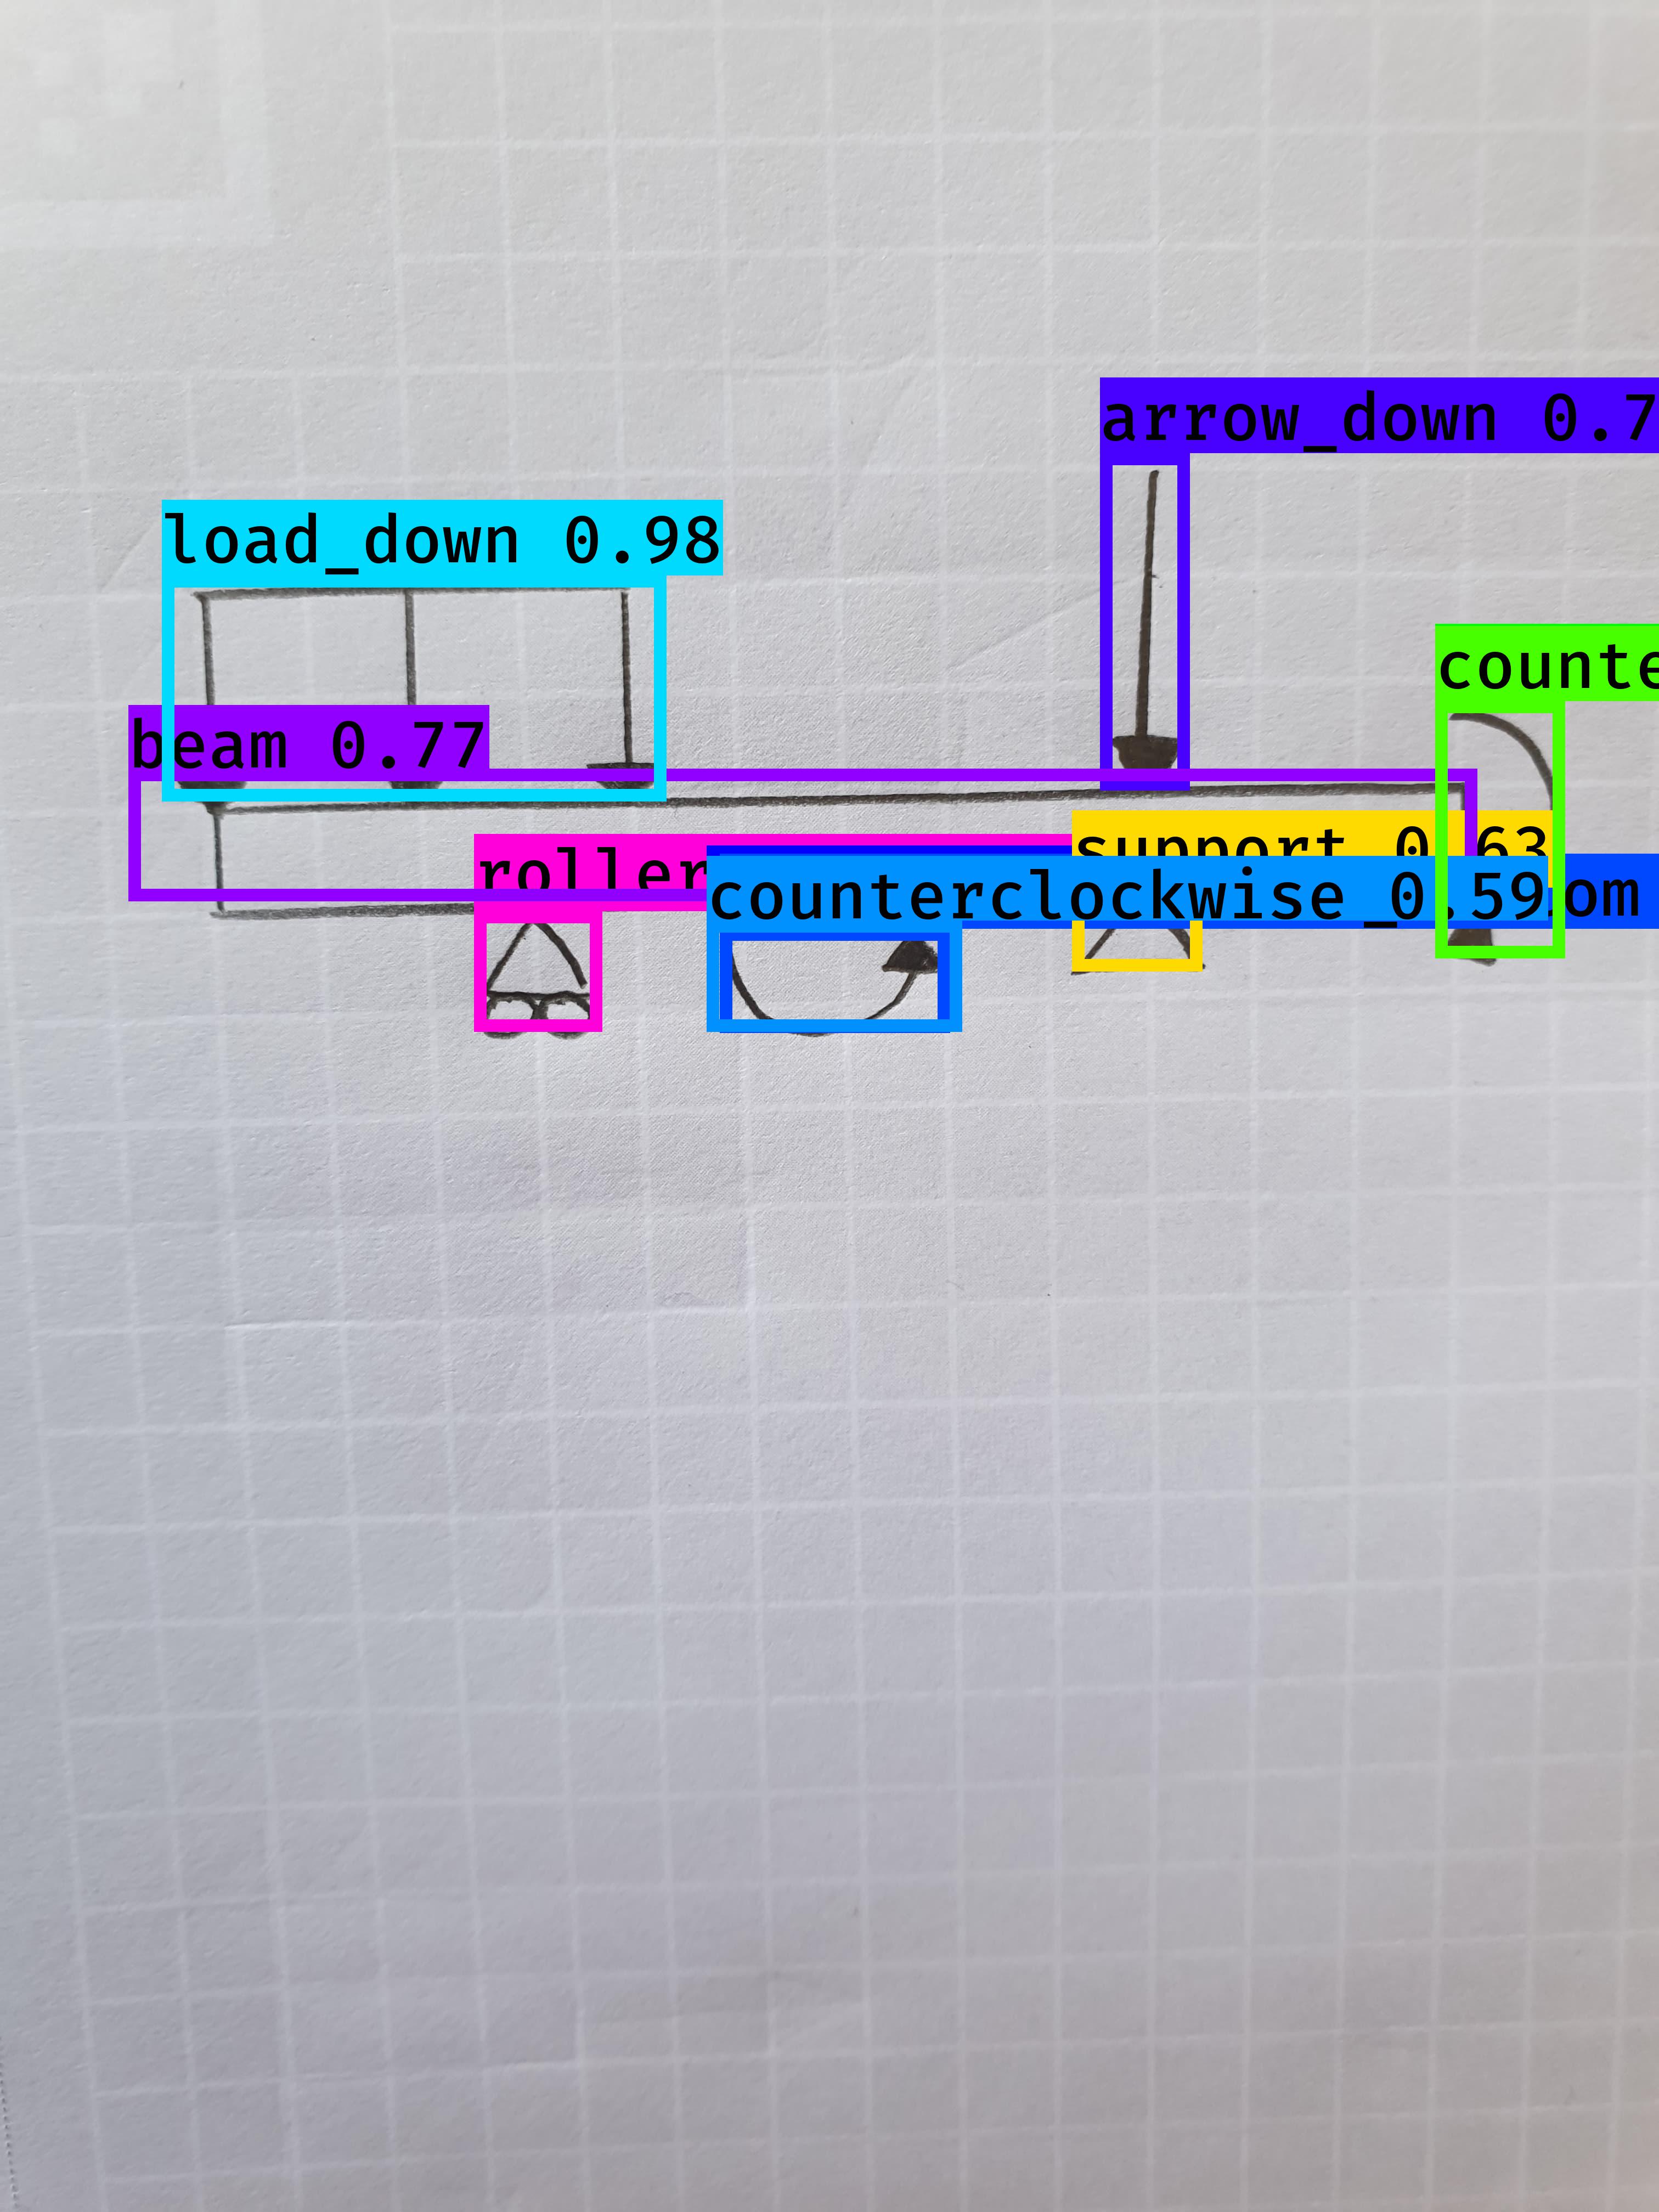 arrow_down 0.7
load_down 0.98
counte
beam 0.77
support 0.63
roller
counterclockwise 0.59
om